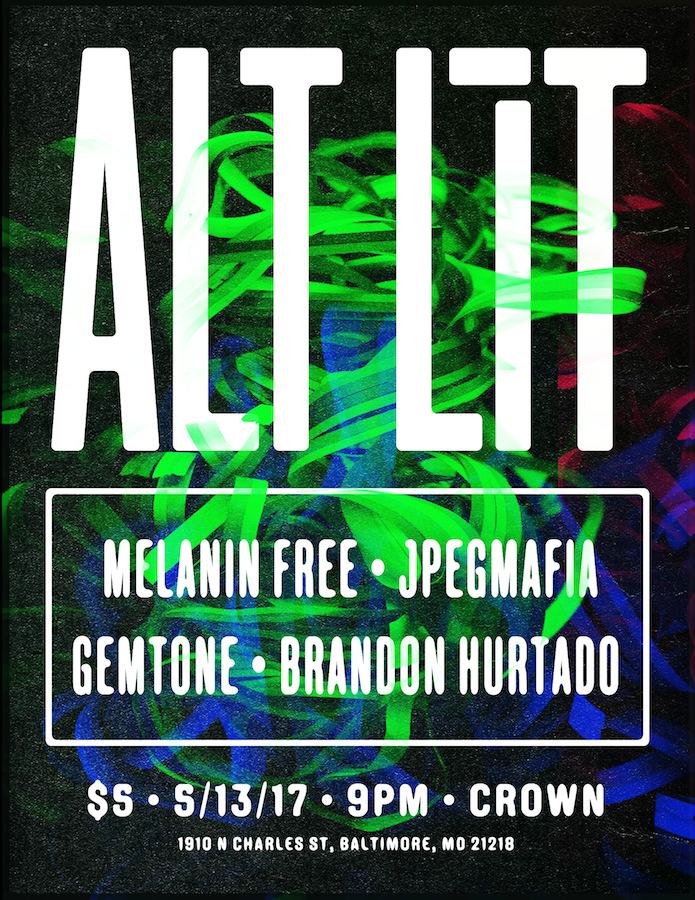 ALT LIT
MELANIN FREE • JPEGMAFIA
GEMTONE • BRANDON HURTADO
$5 • 5/13/17 • 9PM • CROWN
1910 N CHARLES ST, BALTIMORE, MD 21218